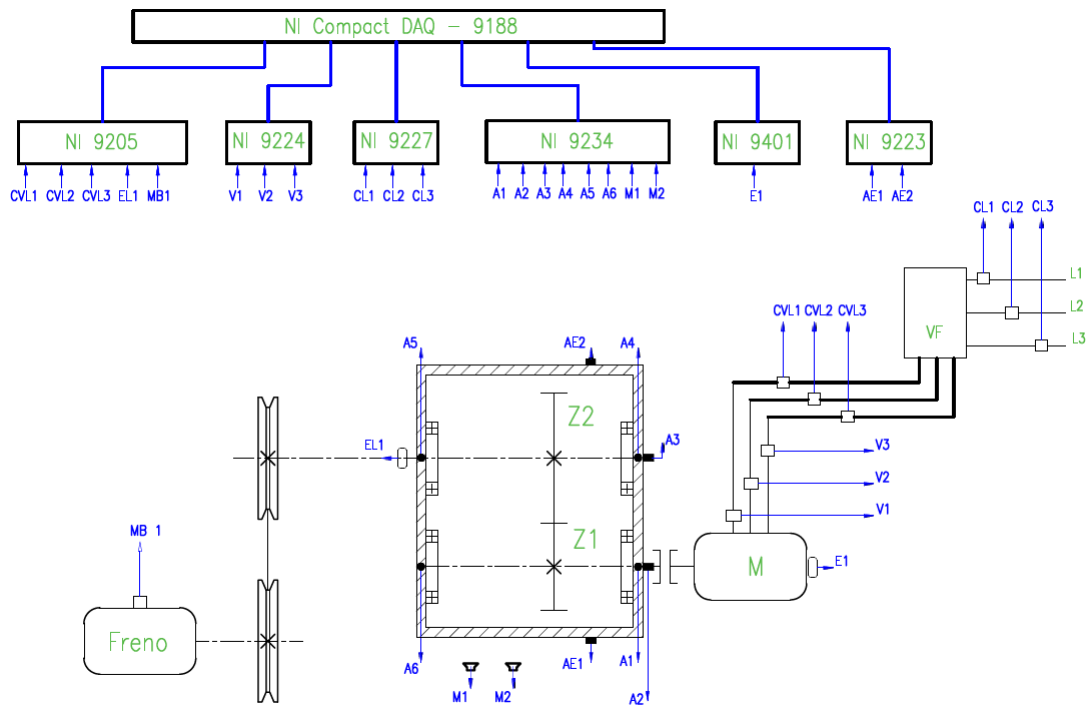 NI Compact DAQ - 9188
NI 9205
NI 9224
NI 9227
NI 9234
NI 9401
NI 9223
CVL1 CVL2 CVL3 EL1 MB1
V1 V2 V3
CL1 CL2 CL3
A1 A2 A3 A4 A5 A6 M1 M2
E1
AE1 AE2
CL1 CL2 CL3
L1
L2
L3
VF
CVL1 CVL2 CVL3
A5
AE2
A4
Z2
A3
EL1
V3
V2
V1
MB 1
Z1
M
E1
Freno
A6
AE1
A1
M1
M2
A2